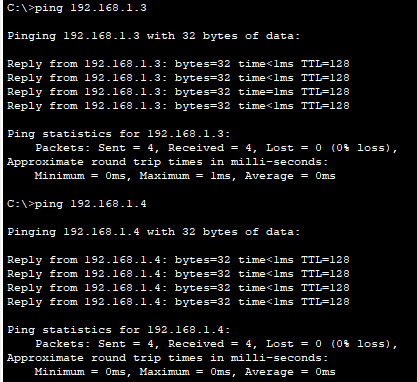 C:\>ping 192.168.1.3
Pinging 192.168.1.3 with 32 bytes of data:
Reply from 192.168.1.3: bytes=32 time<1ms TTL=128
Reply from 192.168.1.3: bytes=32 time<1ms TTL=128
Reply from 192.168.1.3: bytes=32 time=1ms TTL=128
Reply from 192.168.1.3: bytes=32 time<1ms TTL=128
Ping statistics for 192.168.1.3:
Packets: Sent = 4, Received = 4, Lost = 0 (0% loss),
Approximate round trip times in milli-seconds:
Minimum = 0ms, Maximum = 1ms, Average = 0ms
C:\>ping 192.168.1.4
Pinging 192.168.1.4 with 32 bytes of data:
Reply from 192.168.1.4: bytes=32 time<1ms TTL=128
Reply from 192.168.1.4: bytes=32 time<1ms TTL=128
Reply from 192.168.1.4: bytes=32 time<1ms TTL=128
Reply from 192.168.1.4: bytes=32 time<1ms TTL=128
Ping statistics for 192.168.1.4:
Packets: Sent = 4, Received = 4, Lost = 0 (0% loss),
Approximate round trip times in milli-seconds:
Minimum = 0ms, Maximum = 0ms, Average = 0ms